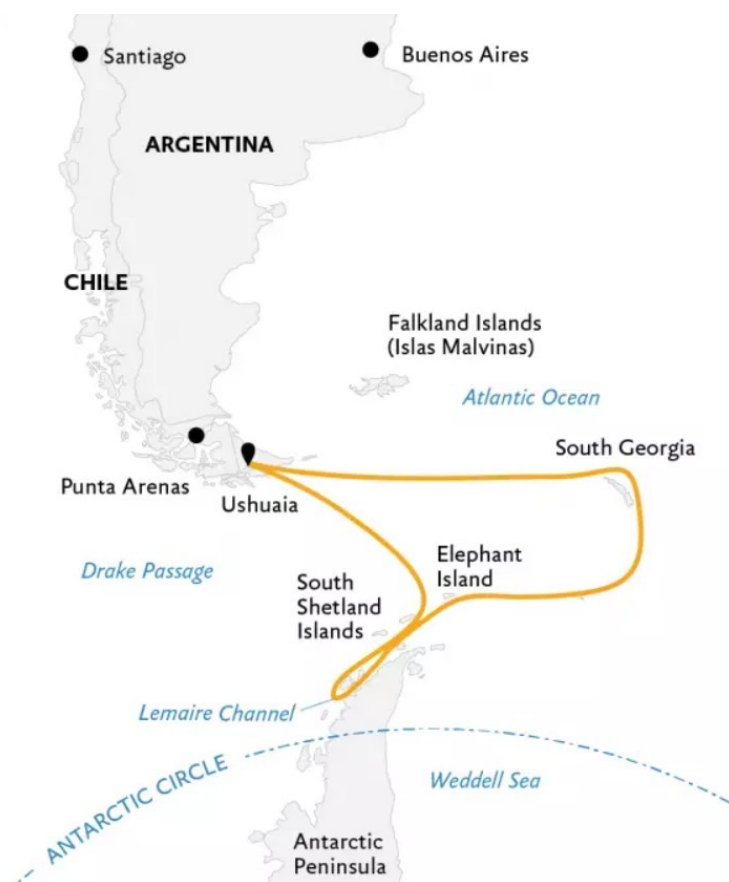 Santiago
Buenos Aires
ARGENTINA
CHILE
Falkland Islands
(Islas Malvinas)
Atlantic Ocean
South Georgia
Punta Arenas
Ushuaia
Drake Passage
Elephant
Island
South
Shetland
Islands
Lemaire Channel
ANTARCTIC CIRCLE
Weddell Sea
Antarctic
Peninsula